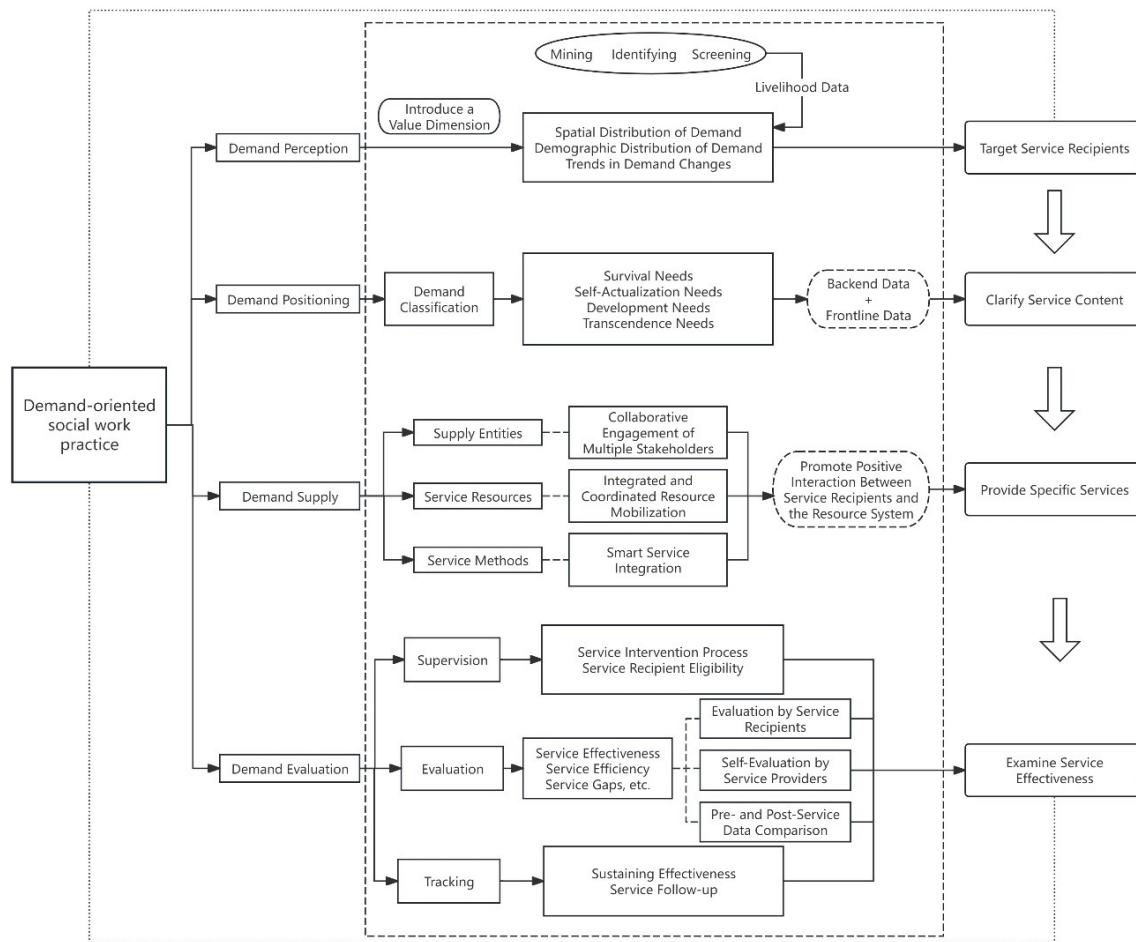 Mining Identifying Screening
Livelihood Data
Introduce a
Value Dimension
Demand Perception
Spatial Distribution of Demand
Demographic Distribution of Demand
Trends in Demand Changes
Target Service Recipients
Demand Positioning
Demand
Classification
Survival Needs
Self-Actualization Needs
Development Needs
Transcendence Needs
Backend Data
+
Frontline Data
Clarify Service Content
Demand-oriented
social work
practice
Demand Supply
Supply Entities
Collaborative
Engagement of
Multiple Stakeholders
Service Resources
Integrated and
Coordinated Resource
Mobilization
Service Methods
Smart Service
Integration
Promote Positive
Interaction Between
Service Recipients and
the Resource System
Provide Specific Services
Demand Evaluation
Supervision
Service Intervention Process
Service Recipient Eligibility
Evaluation
Service Effectiveness
Service Efficiency
Service Gaps, etc.
Evaluation by Service
Recipients
Self-Evaluation by
Service Providers
Pre- and Post-Service
Data Comparison
Tracking
Sustaining Effectiveness
Service Follow-up
Examine Service
Effectiveness